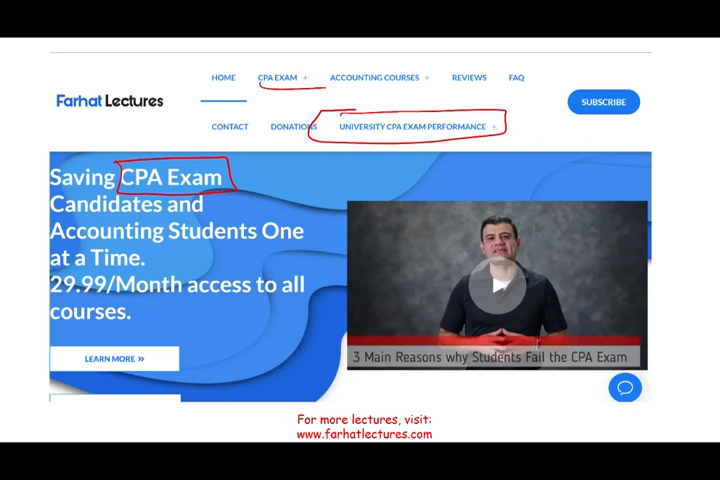 HOME
CPA EXAM +
ACCOUNTING COURSES +
REVIEWS
FAQ
Farhat Lectures
SUBSCRIBE
CONTACT
DONATIONS
UNIVERSITY CPA EXAM PERFORMANCE +
Saving CPA Exam
Candidates and
Accounting Students One
at a Time.
29.99/Month access to all
courses.
3 Main Reasons why Students Fail the CPA Exam
LEARN MORE »
For more lectures, visit:
www.farhatlectures.com